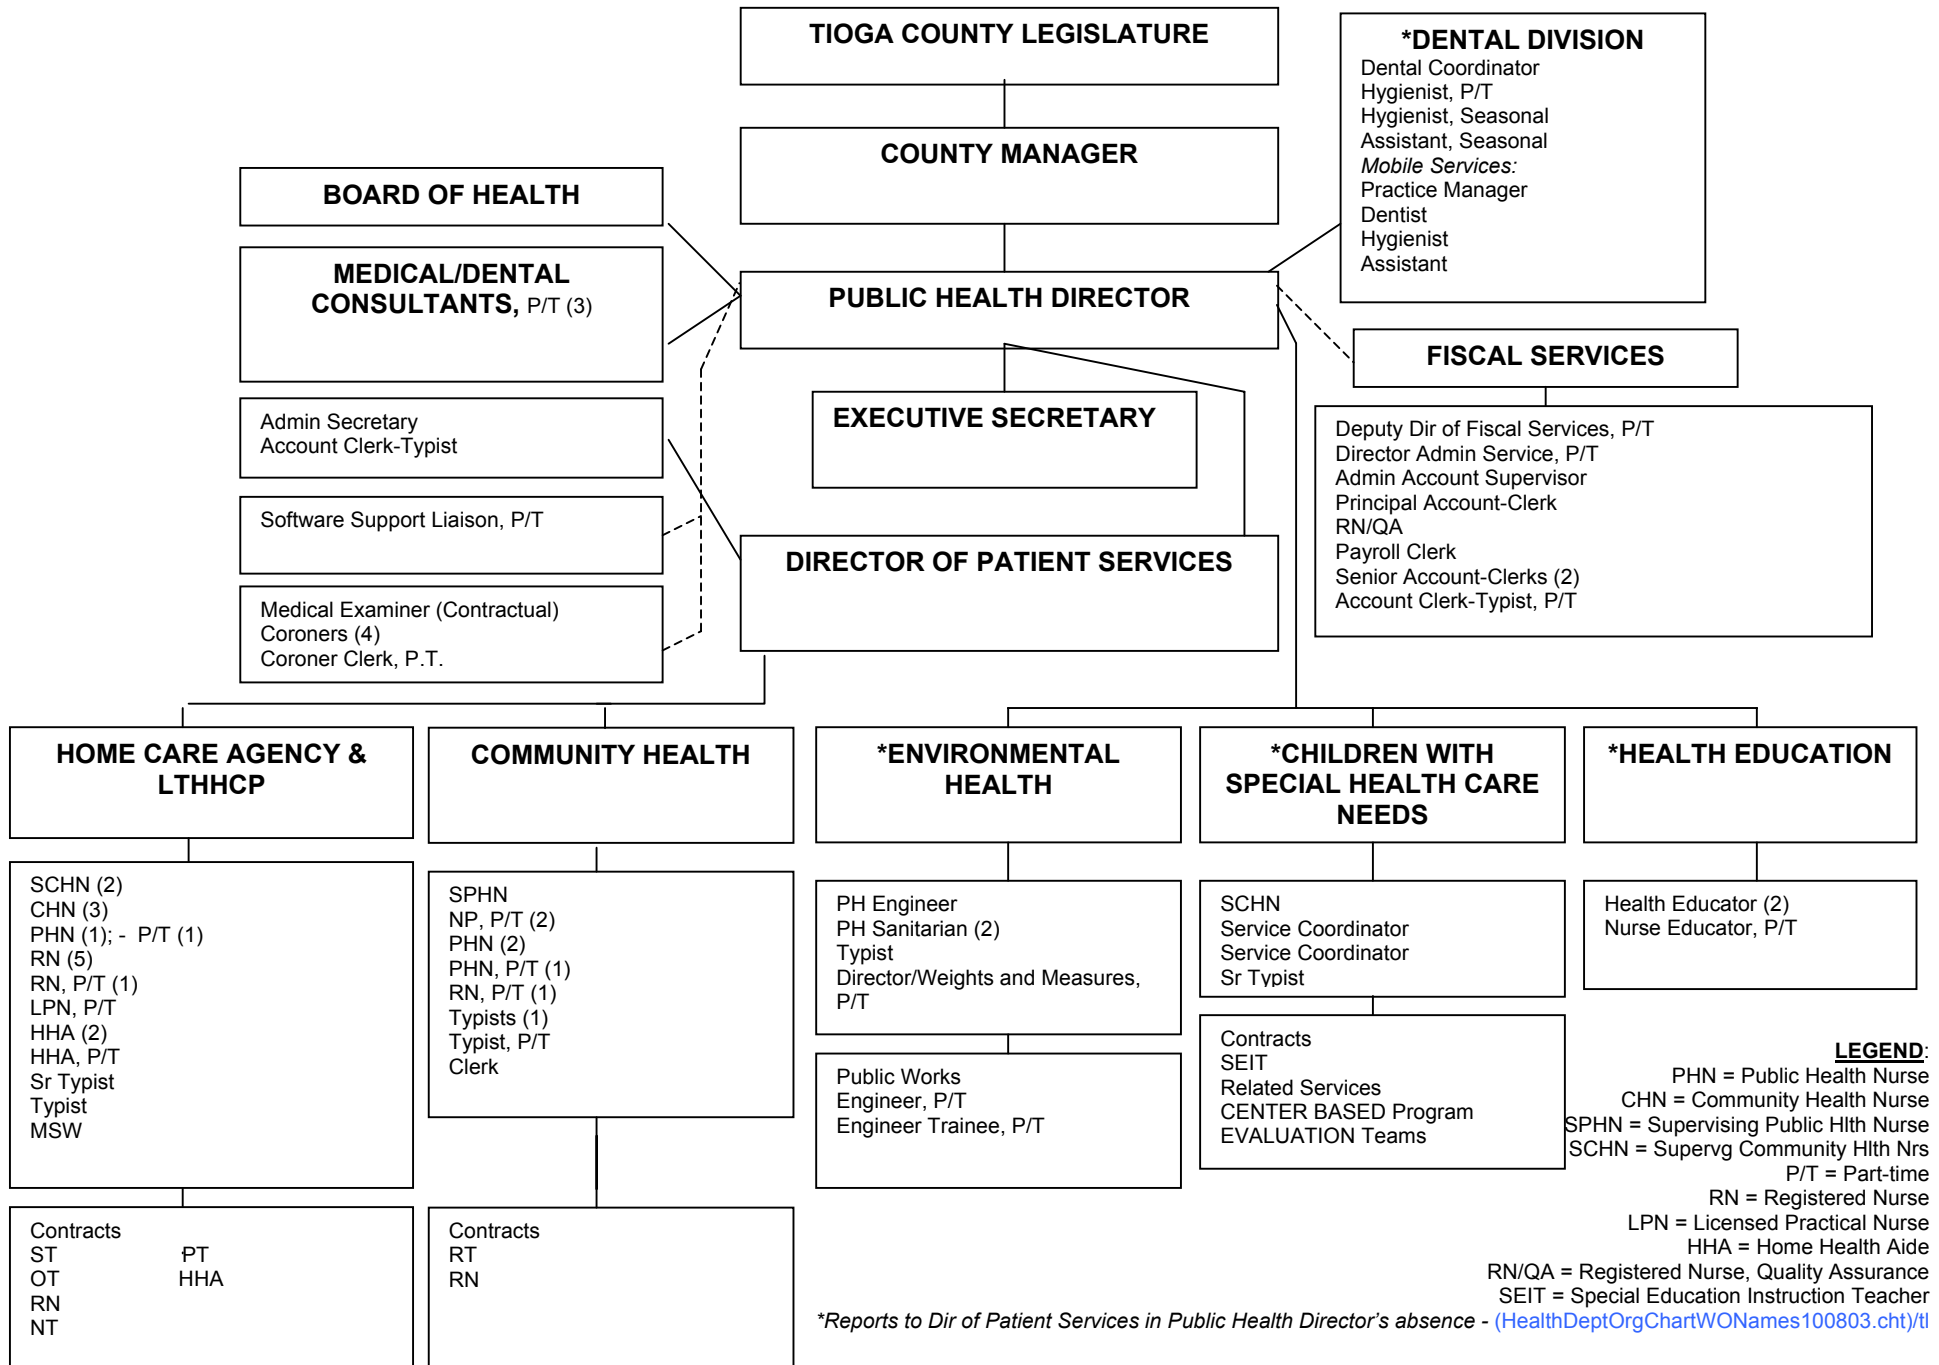 TIOGA COUNTY LEGISLATURE
*DENTAL DIVISION
Dental Coordinator
Hygienist, P/T
Hygienist, Seasonal
Assistant, Seasonal
Mobile Services:
Practice Manager
Dentist
Hygienist
Assistant
COUNTY MANAGER
BOARD OF HEALTH
MEDICAL/DENTAL
CONSULTANTS, P/T (3)
PUBLIC HEALTH DIRECTOR
FISCAL SERVICES
Admin Secretary
Account Clerk-Typist
EXECUTIVE SECRETARY
Deputy Dir of Fiscal Services, P/T
Director Admin Service, P/T
Admin Account Supervisor
Principal Account-Clerk
RN/QA
Payroll Clerk
Senior Account-Clerks (2)
Account Clerk-Typist, P/T
Software Support Liaison, P/T
DIRECTOR OF PATIENT SERVICES
Medical Examiner (Contractual)
Coroners (4)
Coroner Clerk, P.T.
HOME CARE AGENCY &
LTHHCP
COMMUNITY HEALTH
*ENVIRONMENTAL
HEALTH
*CHILDREN WITH
SPECIAL HEALTH CARE
NEEDS
*HEALTH EDUCATION
SCHN (2)
CHN (3)
PHN (1); - P/T (1)
RN (5)
RN, P/T (1)
LPN, P/T
HHA (2)
HHA, P/T
Sr Typist
Typist
MSW
SPHN
NP, P/T (2)
PHN (2)
PHN, P/T (1)
RN, P/T (1)
Typists (1)
Typist, P/T
Clerk
PH Engineer
PH Sanitarian (2)
Typist
Director/Weights and Measures,
P/T
SCHN
Service Coordinator
Service Coordinator
Sr Typist
Health Educator (2)
Nurse Educator, P/T
Public Works
Engineer, P/T
Engineer Trainee, P/T
Contracts
SEIT
Related Services
CENTER BASED Program
EVALUATION Teams
Contracts
ST PT
OT HHA
RN
NT
Contracts
RT
RN
LEGEND:
PHN = Public Health Nurse
CHN = Community Health Nurse
SPHN = Supervising Public Hlth Nurse
SCHN = Supervg Community Hlth Nrs
P/T = Part-time
RN = Registered Nurse
LPN = Licensed Practical Nurse
HHA = Home Health Aide
RN/QA = Registered Nurse, Quality Assurance
SEIT = Special Education Instruction Teacher
*Reports to Dir of Patient Services in Public Health Director's absence - (HealthDeptOrgChartWONames100803.cht)/tl